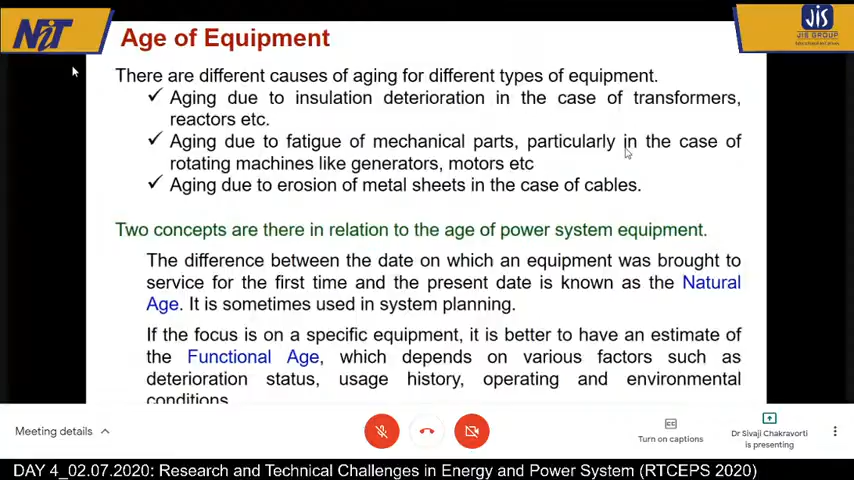 NiT
JIS
JIS GROUP
Age of Equipment
There are different causes of aging for different types of equipment.
✓ Aging due to insulation deterioration in the case of transformers,
reactors etc.
✓ Aging due to fatigue of mechanical parts, particularly in the case of
rotating machines like generators, motors etc
✓ Aging due to erosion of metal sheets in the case of cables.
Two concepts are there in relation to the age of power system equipment.
The difference between the date on which an equipment was brought to
service for the first time and the present date is known as the Natural
Age. It is sometimes used in system planning.
If the focus is on a specific equipment, it is better to have an estimate of
the Functional Age, which depends on various factors such as
deterioration status, usage history, operating and environmental
conditions
Meeting details
Turn on captions
Dr Sivaji Chakravorti
is presenting
DAY 4_02.07.2020: Research and Technical Challenges in Energy and Power System (RTCEPS 2020)